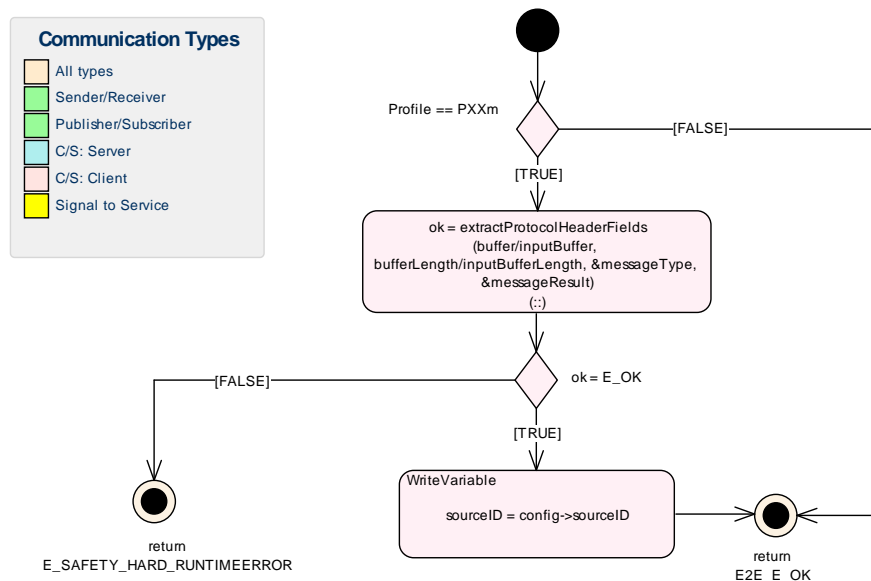 Communication Types
All types
Sender/Receiver
Publisher/Subscriber
C/S: Server
C/S: Client
Signal to Service
Profile == PXXm
[FALSE]
[TRUE]
ok = extractProtocolHeaderFields
(buffer/inputBuffer,
bufferLength/inputBufferLength, &messageType,
&messageResult)
(::)
[FALSE]
ok = E_OK
[TRUE]
WriteVariable
sourceID = config->sourceID
return
E_SAFETY_HARD_RUNTIMEERROR
return
E2E_E_OK